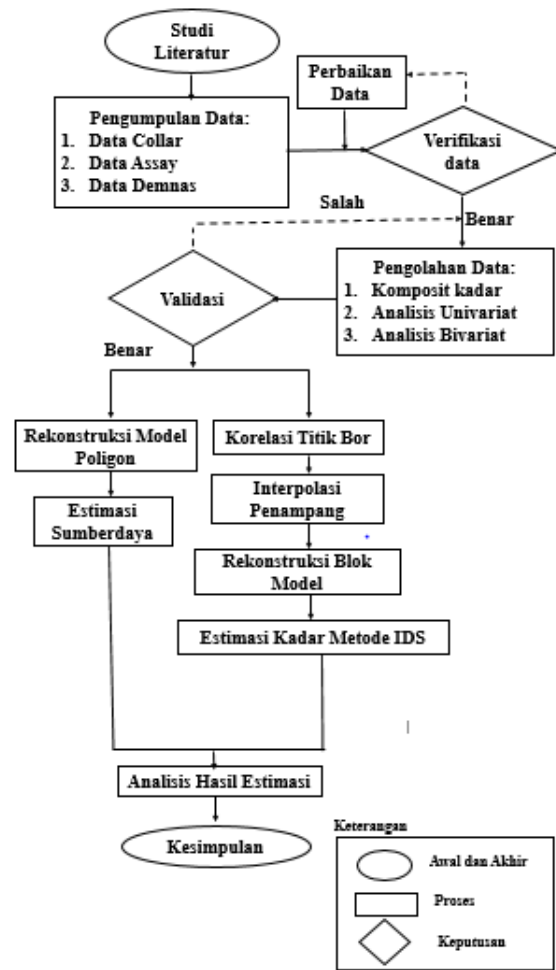 Studi
Literatur
Perbaikan
Data
Pengumpulan Data:
1. Data Collar
2. Data Assay
3. Data Demnas
Verifikasi
data
Salah
Benar
Pengolahan Data:
1. Komposit kadar
2. Analisis Univariat
3. Analisis Bivariat
Validasi
Benar
Rekonstruksi Model
Poligon
Korelasi Titik Bor
Estimasi
Sumberdaya
Interpolasi
Penampang
Rekonstruksi Blok
Model
Estimasi Kadar Metode IDS
Analisis Hasil Estimasi
Kesimpulan
Keterangan
Awal dan Akhir
Proses
Keputusan